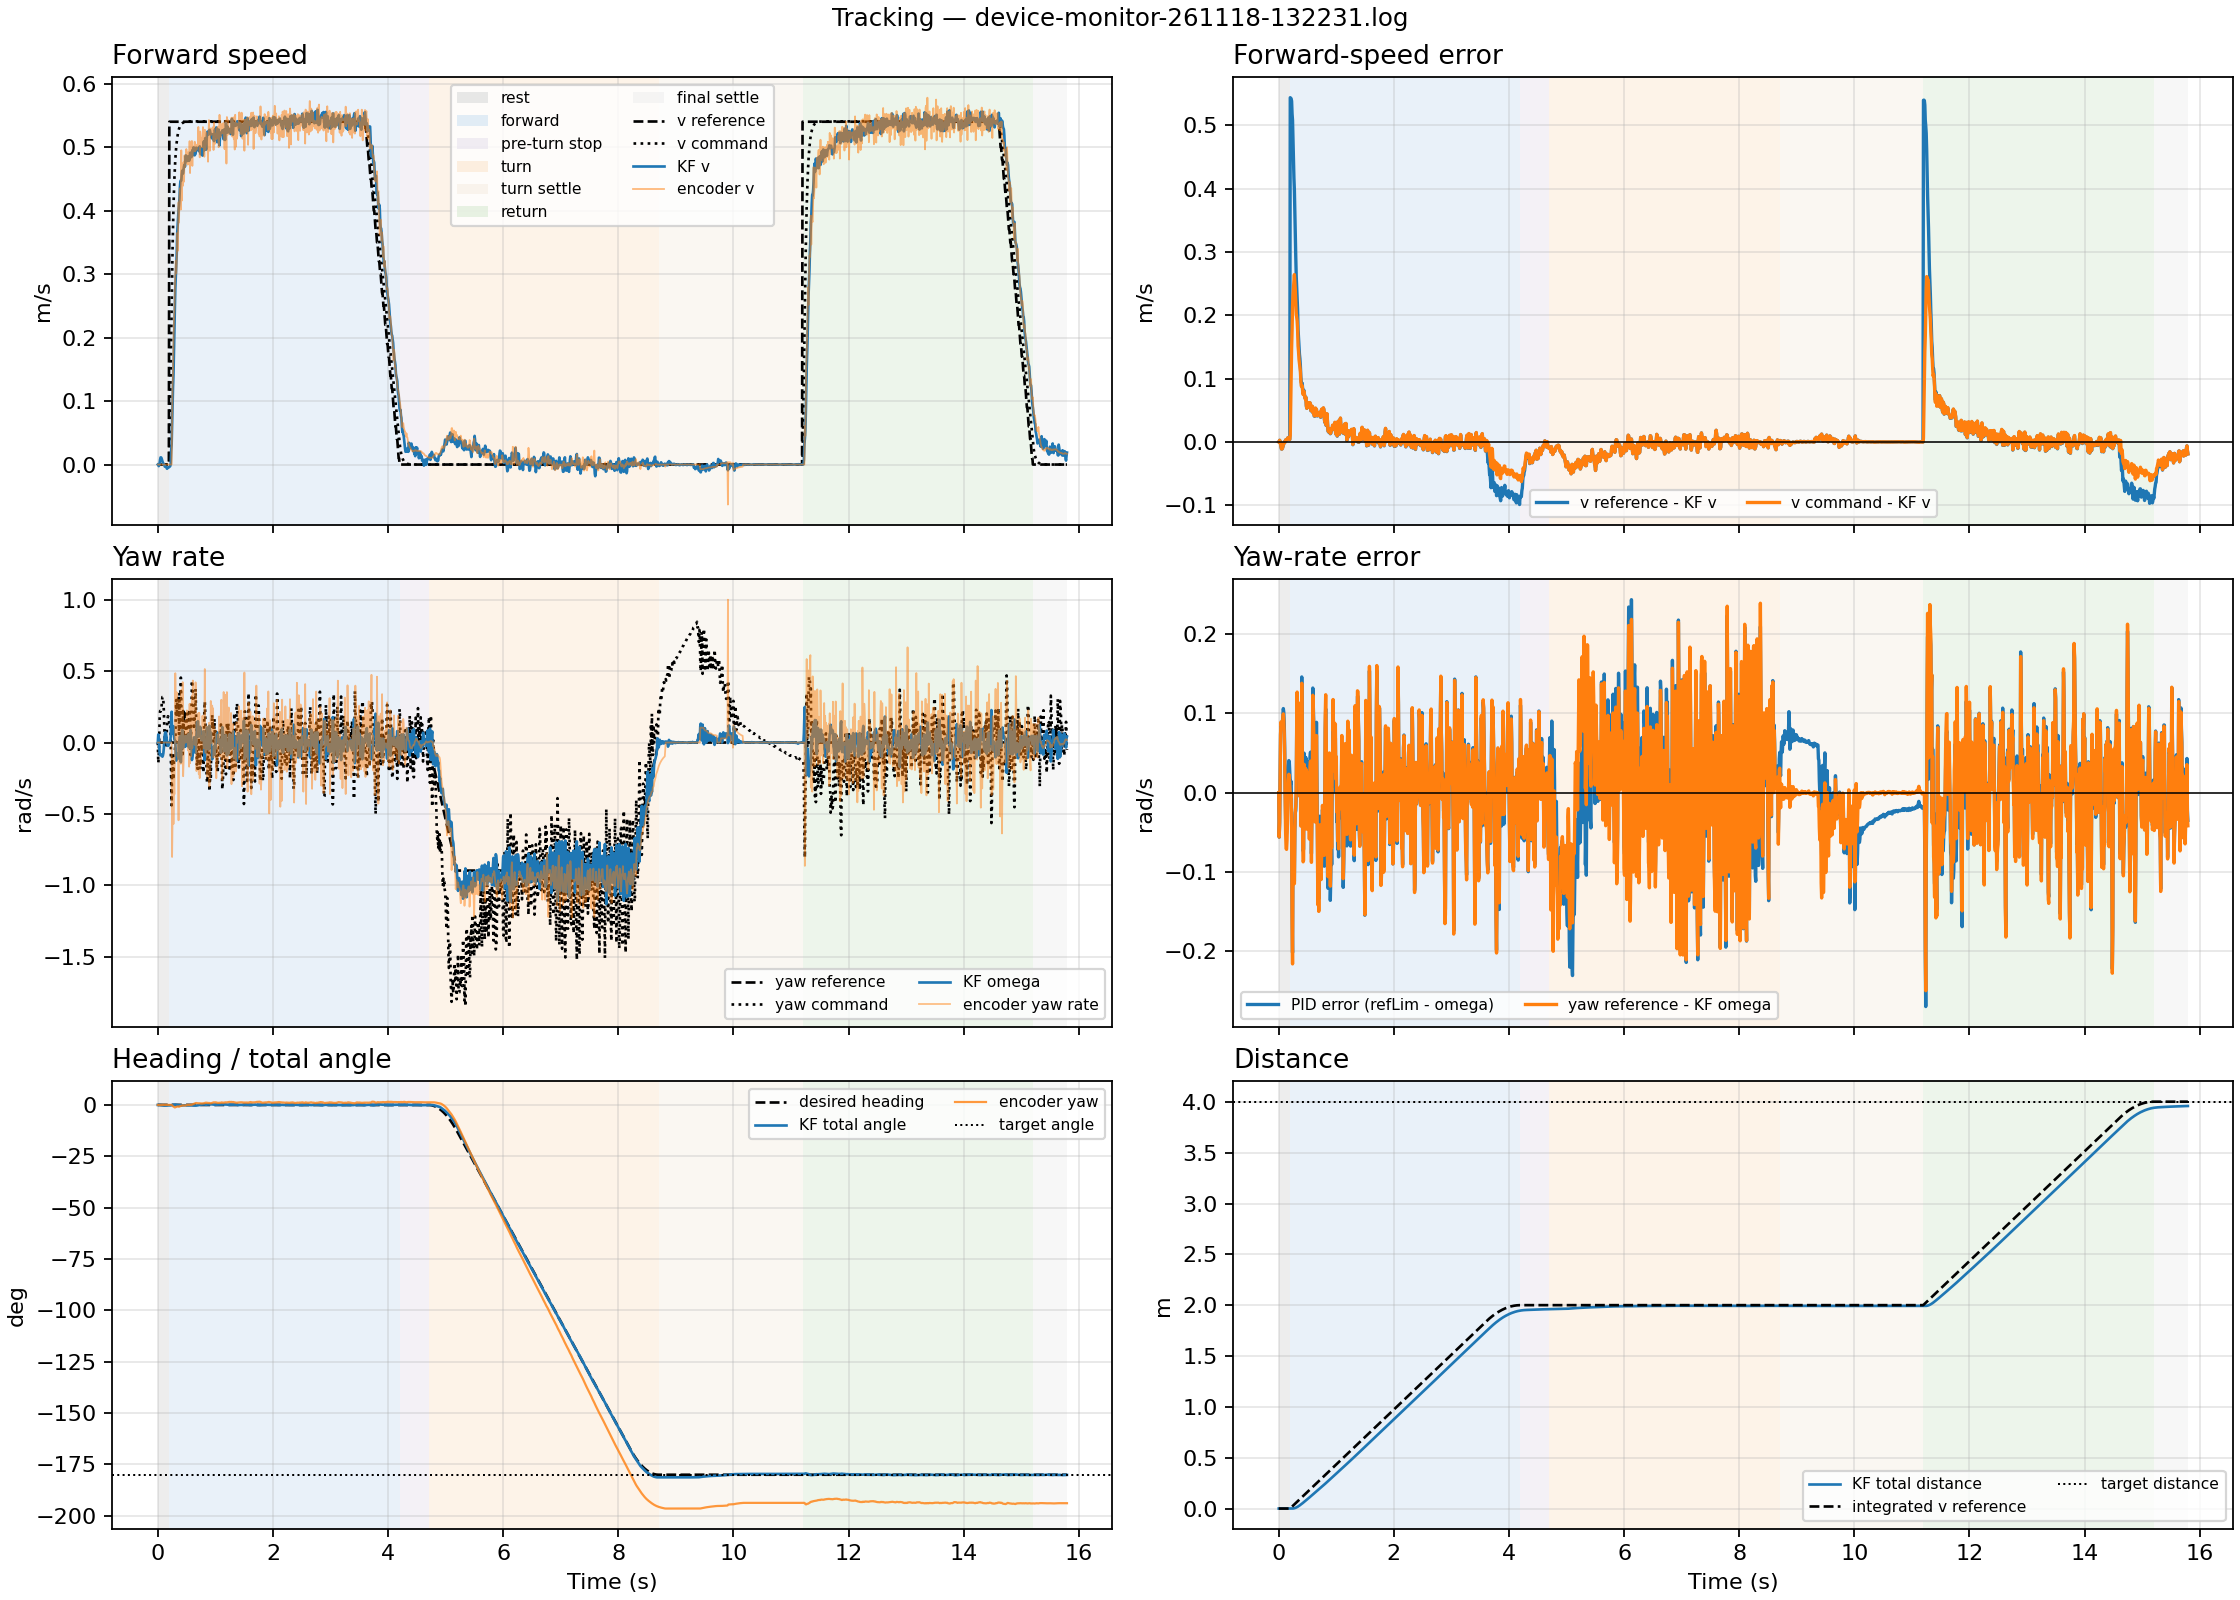 Tracking — device-monitor-261118-132231.log
Forward speed
0.6
0.5
0.4
0.3
0.2
0.1
0.0
m/s
rest
forward
pre-turn stop
turn
turn settle
return
final settle
v reference
v command
KF v
encoder v
Forward-speed error
0.5
0.4
0.3
0.2
0.1
0.0
−0.1
m/s
v reference - KF v
v command - KF v
Yaw rate
1.0
0.5
0.0
−0.5
−1.0
−1.5
rad/s
yaw reference
yaw command
KF omega
encoder yaw rate
Yaw-rate error
0.2
0.1
0.0
−0.1
−0.2
rad/s
PID error (refLim - omega)
yaw reference - KF omega
Heading / total angle
0
−25
−50
−75
−100
−125
−150
−175
−200
deg
desired heading
KF total angle
encoder yaw
target angle
0 2 4 6 8 10 12 14 16
Time (s)
Distance
4.0
3.5
3.0
2.5
2.0
1.5
1.0
0.5
0.0
m
KF total distance
integrated v reference
target distance
0 2 4 6 8 10 12 14 16
Time (s)